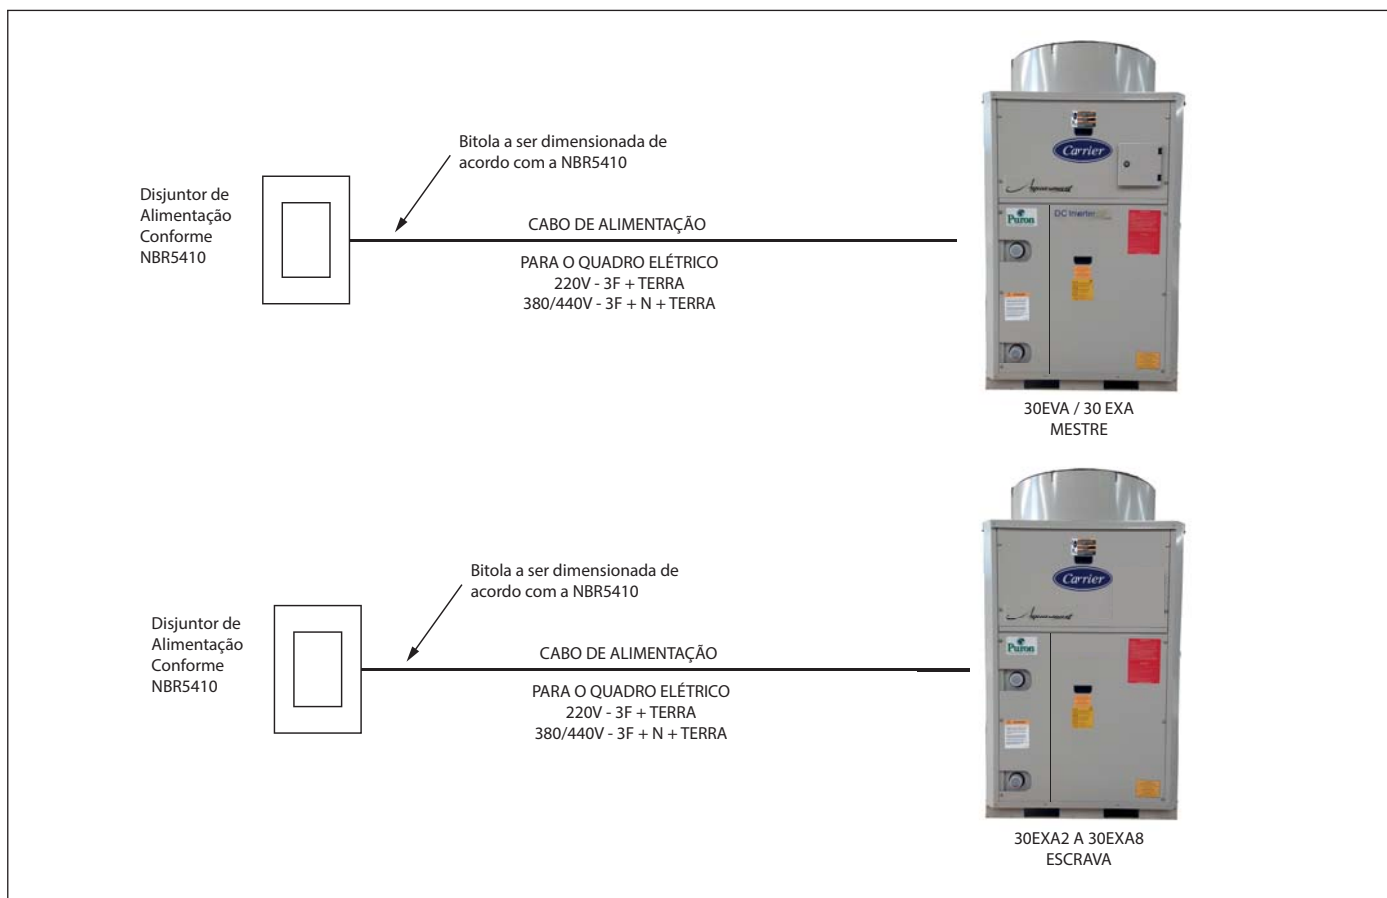 Bitola a ser dimensionada de
acordo com a NBR5410
Disjuntor de
Alimentação
Conforme
NBR5410
CABO DE ALIMENTAÇÃO
PARA O QUADRO ELÉTRICO
220V - 3F + TERRA
380/440V - 3F + N + TERRA
Carrier
Puron
DC Inverter
30EVA / 30 EXA
MESTRE
Bitola a ser dimensionada de
acordo com a NBR5410
Disjuntor de
Alimentação
Conforme
NBR5410
CABO DE ALIMENTAÇÃO
PARA O QUADRO ELÉTRICO
220V - 3F + TERRA
380/440V - 3F + N + TERRA
Carrier
Puron
30EXA2 A 30EXA8
ESCRAVA